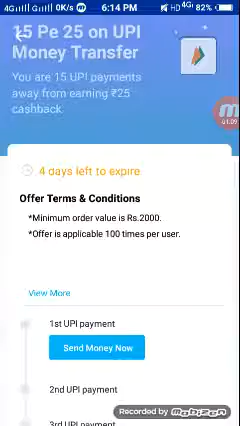 4G 0K/s 6:14 PM HD 4G 82%
15 Pe 25 on UPI
Money Transfer
You are 15 UPI payments
away from earning ₹25
cashback.
01:09
4 days left to expire
Offer Terms & Conditions
*Minimum order value is Rs.2000.
*Offer is applicable 100 times per user.
View More
1st UPI payment
Send Money Now
2nd UPI payment
3rd UPI payment
Recorded by mobizen